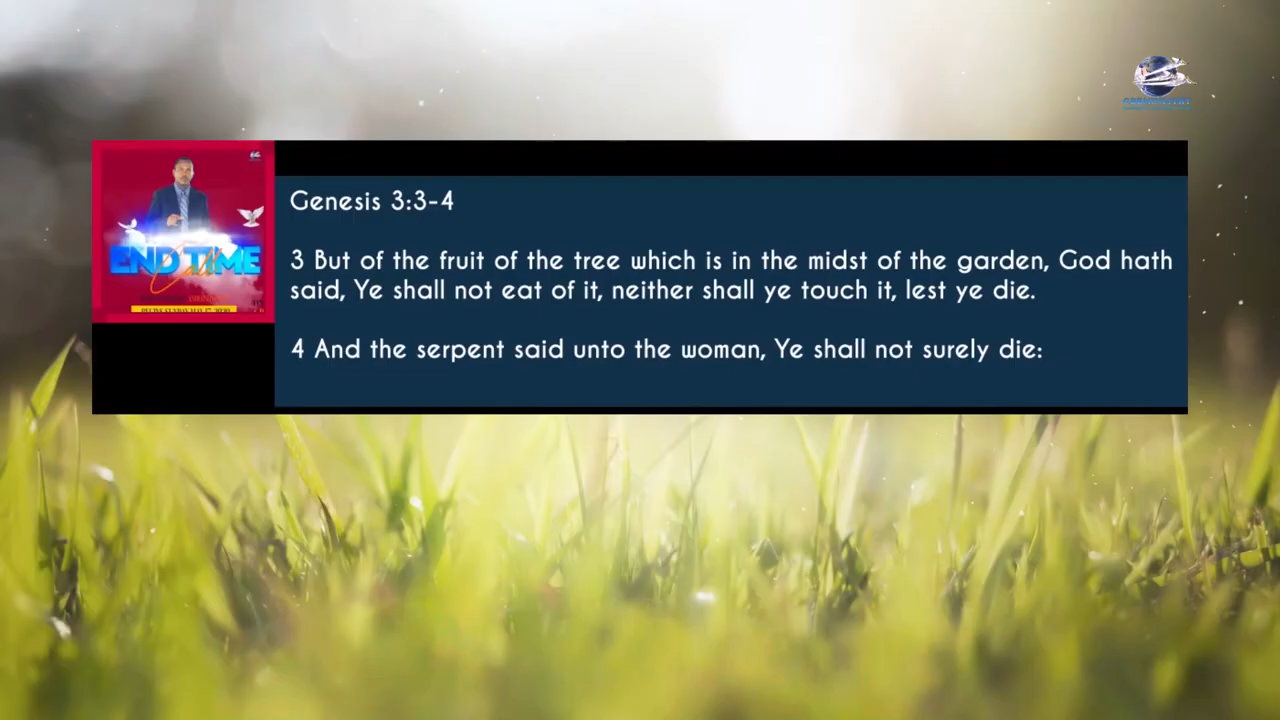 END TIME
Call
Genesis 3:3-4
3 But of the fruit of the tree which is in the midst of the garden, God hath
said, Ye shall not eat of it, neither shall ye touch it, lest ye die.
4 And the serpent said unto the woman, Ye shall not surely die: